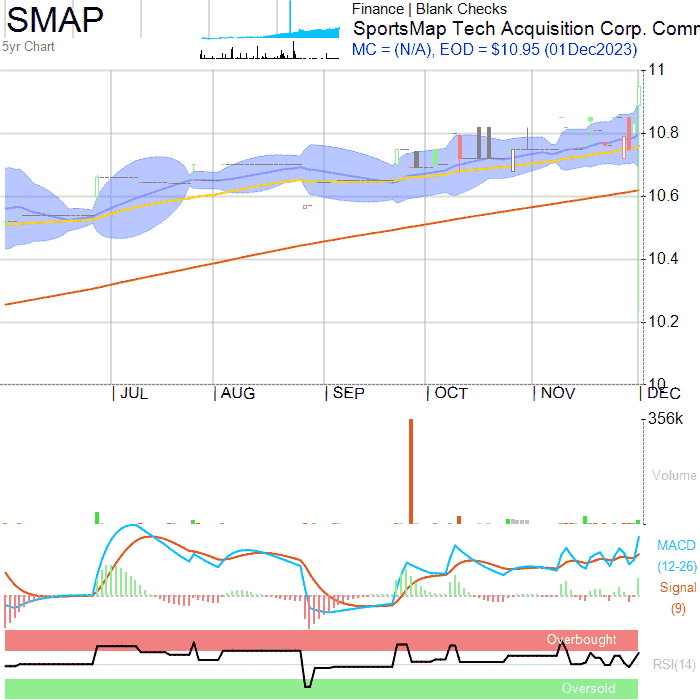 SMAP
5yr Chart
Finance | Blank Checks
SportsMap Tech Acquisition Corp. Comm
MC = (N/A), EOD = $10.95 (01Dec2023)
11
10.8
10.6
10.4
10.2
10
JUL AUG SEP OCT NOV DEC
356k
Volume
MACD
(12-26)
Signal
(9)
Overbought
RSI(14)
Oversold